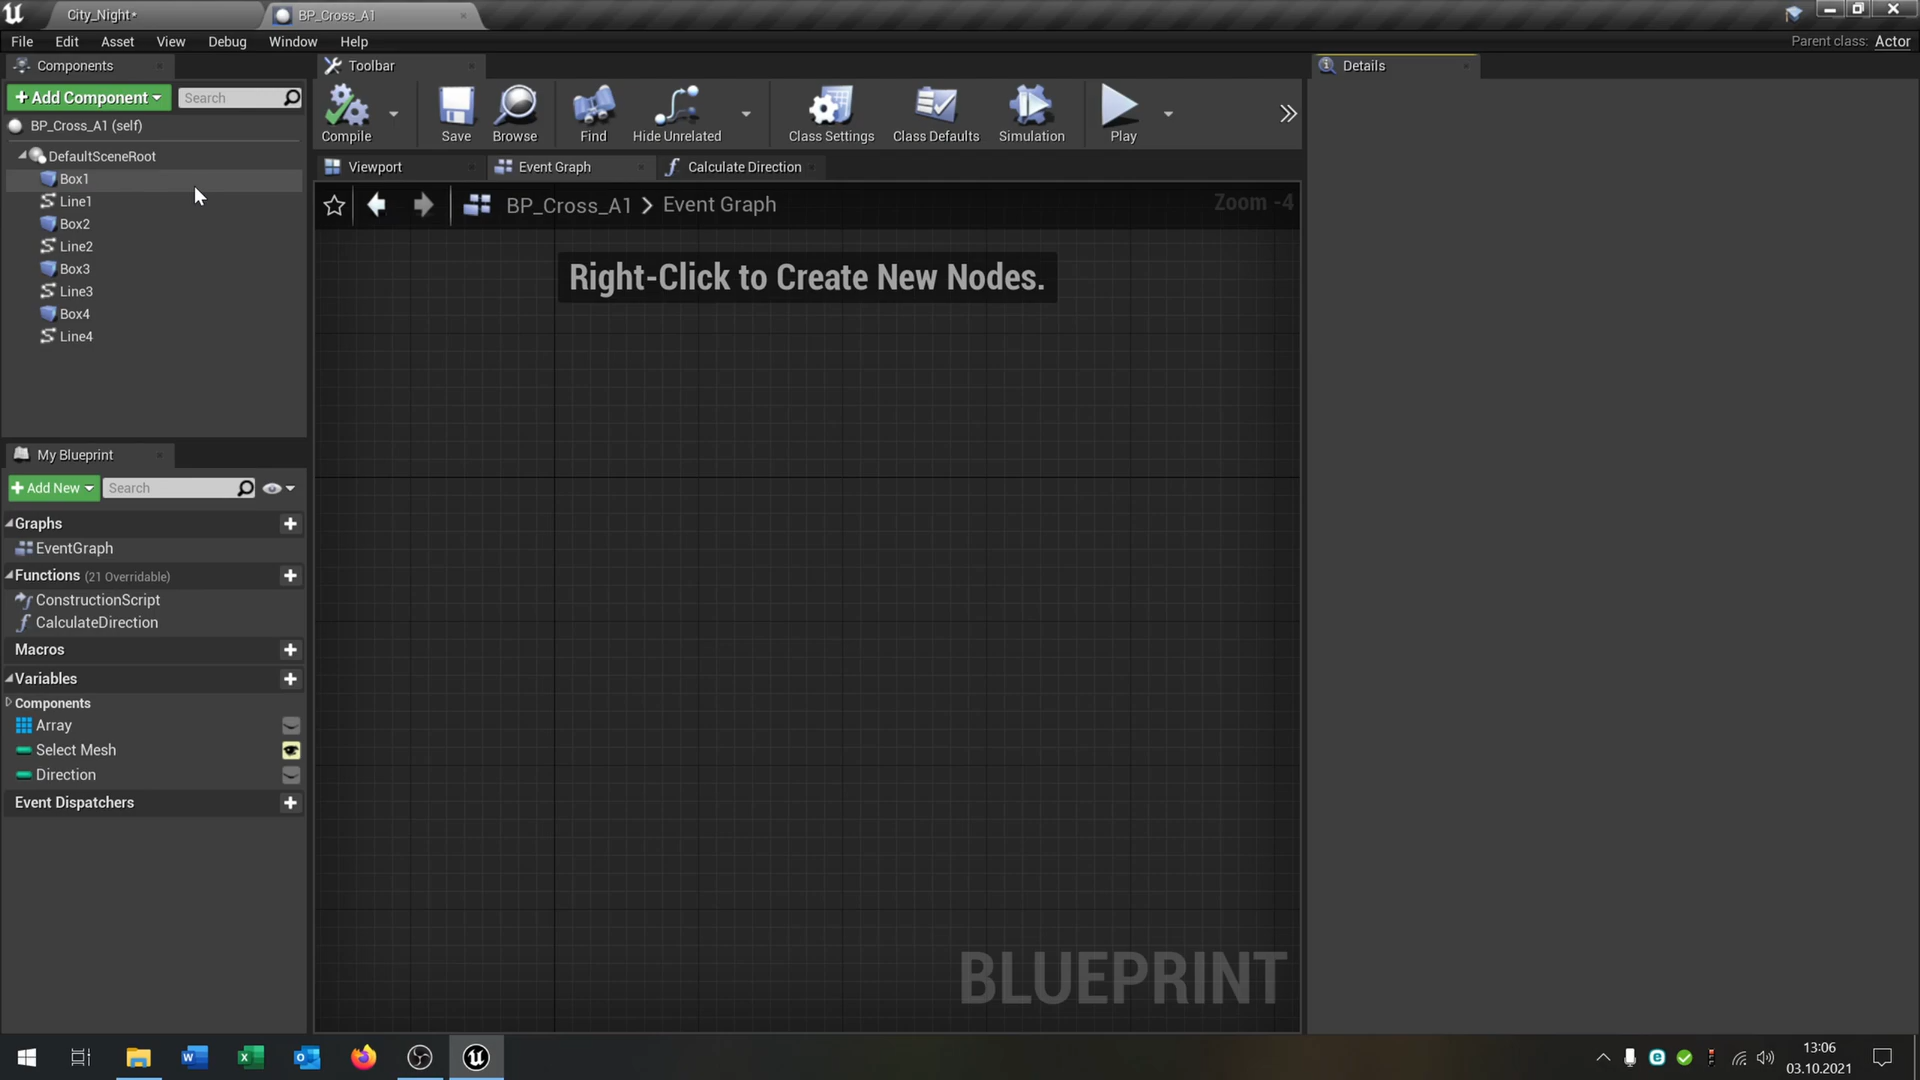 City_Night*
BP_Cross_A1
File Edit Asset View Debug Window Help
Parent class: Actor
Components
Toolbar
Details
+ Add Component
Search
Compile
Save
Browse
Find
Hide Unrelated
Class Settings
Class Defaults
Simulation
Play
BP_Cross_A1 (self)
DefaultSceneRoot
Box1
Line1
Box2
Line2
Box3
Line3
Box4
Line4
Viewport
Event Graph
Calculate Direction
BP_Cross_A1 > Event Graph
Zoom -4
Right-Click to Create New Nodes.
My Blueprint
+ Add New
Search
Graphs
EventGraph
Functions (21 Overridable)
ConstructionScript
CalculateDirection
Macros
Variables
Components
Array
Select Mesh
Direction
Event Dispatchers
BLUEPRINT
13:06
03.10.2021